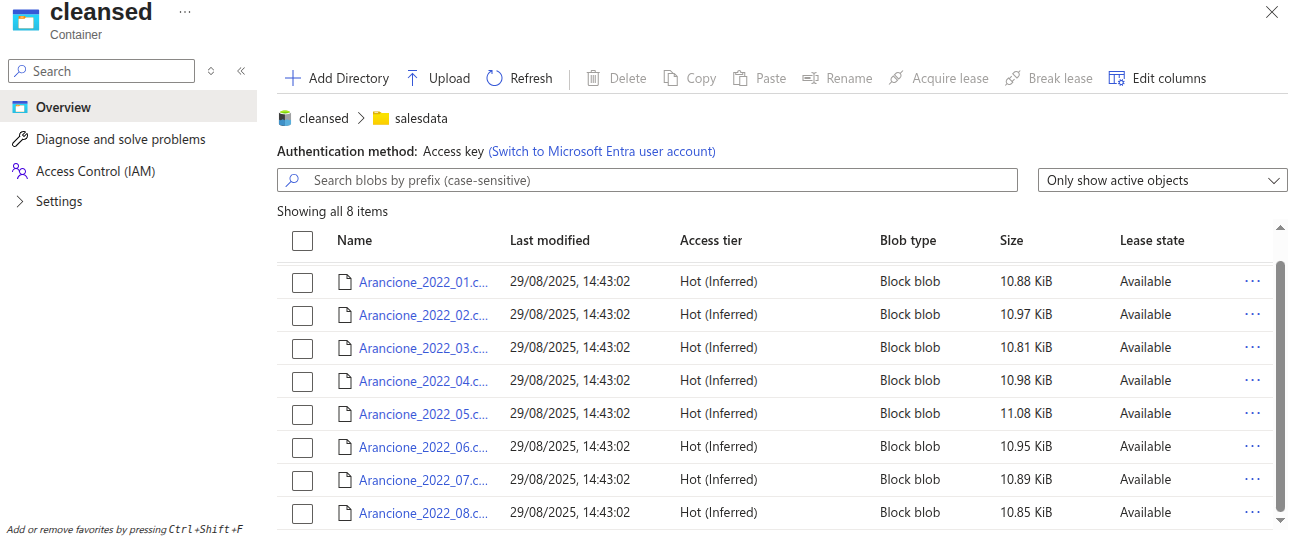 cleansed ...
Container
Search
Overview
Diagnose and solve problems
Access Control (IAM)
Settings
Add or remove favorites by pressing Ctrl+Shift+F
Add Directory Upload Refresh Delete Copy Paste Rename Acquire lease Break lease Edit columns
cleansed > salesdata
Authentication method: Access key (Switch to Microsoft Entra user account)
Search blobs by prefix (case-sensitive) Only show active objects
Showing all 8 items
Name Last modified Access tier Blob type Size Lease state
Arancione_2022_01.c... 29/08/2025, 14:43:02 Hot (Inferred) Block blob 10.88 KiB Available ...
Arancione_2022_02.c... 29/08/2025, 14:43:02 Hot (Inferred) Block blob 10.97 KiB Available ...
Arancione_2022_03.c... 29/08/2025, 14:43:02 Hot (Inferred) Block blob 10.81 KiB Available ...
Arancione_2022_04.c... 29/08/2025, 14:43:02 Hot (Inferred) Block blob 10.98 KiB Available ...
Arancione_2022_05.c... 29/08/2025, 14:43:02 Hot (Inferred) Block blob 11.08 KiB Available ...
Arancione_2022_06.c... 29/08/2025, 14:43:02 Hot (Inferred) Block blob 10.95 KiB Available ...
Arancione_2022_07.c... 29/08/2025, 14:43:02 Hot (Inferred) Block blob 10.89 KiB Available ...
Arancione_2022_08.c... 29/08/2025, 14:43:02 Hot (Inferred) Block blob 10.85 KiB Available ...